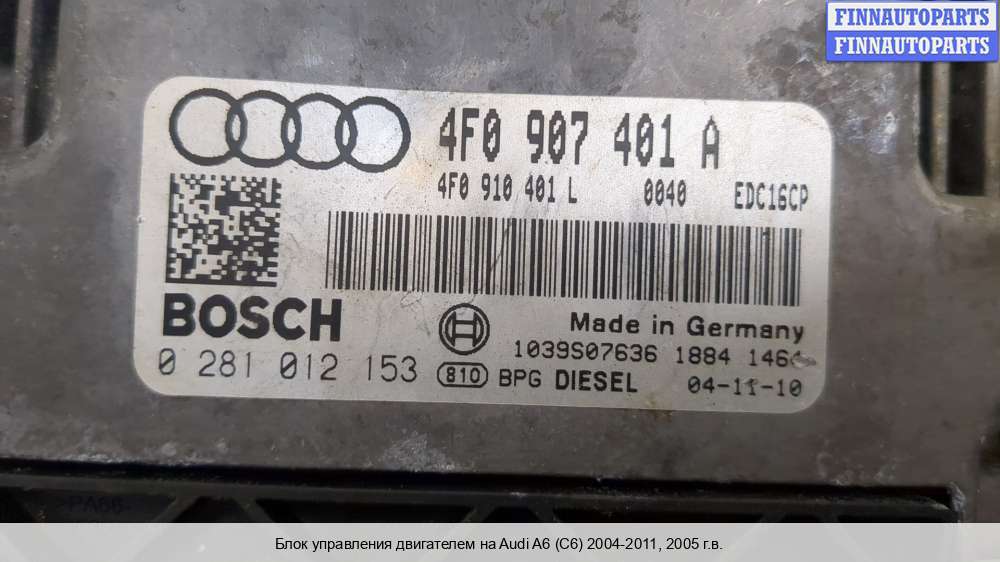 FINNAUTOPARTS
FINNAUTOPARTS
4F0 907 401 A
4F0 910 401 L 0040 EDC16CP
BOSCH
Made in Germany
0 281 012 153
1039S07636 1884 146
810 BPG DIESEL 04-11-10
>PA66-
Блок управления двигателем на Audi A6 (C6) 2004-2011, 2005 г.в.